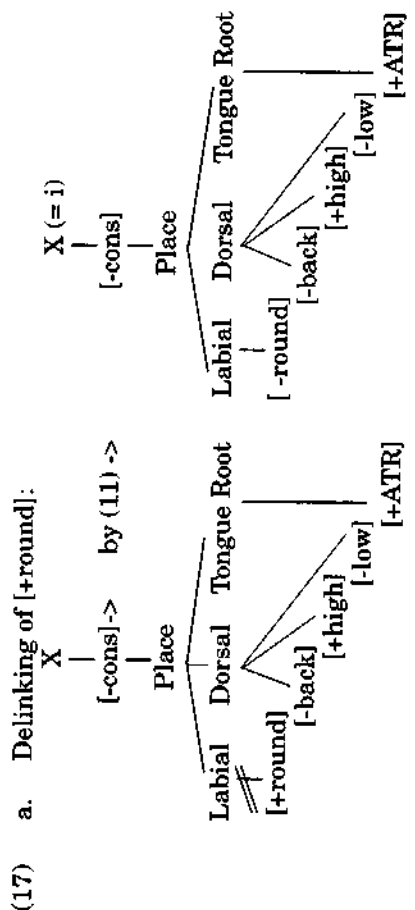 (17) a. Delinking of [+round]:
X X (= i)
[-cons]-> by (11) -> [-cons]
Place Place
Labial Dorsal Tongue Root Labial Dorsal Tongue Root
[+round] [ -round]
[-back] [-back]
[+high] [+high]
[-low] [-low]
[+ATR] [+ATR]